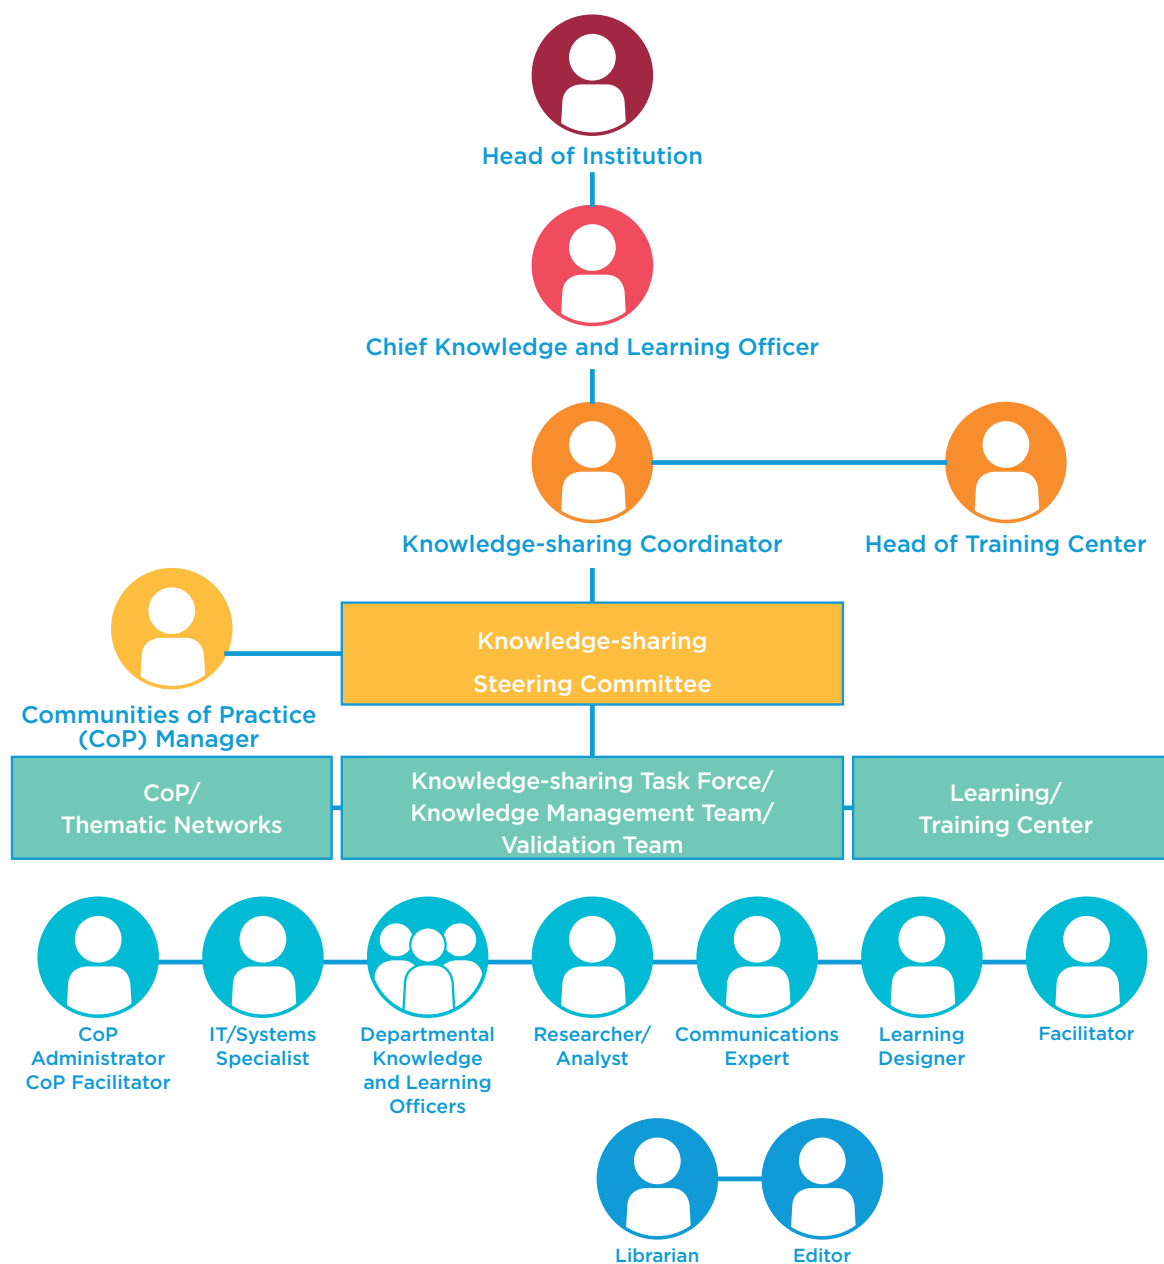 Head of Institution
Chief Knowledge and Learning Officer
Knowledge-sharing Coordinator
Head of Training Center
Knowledge-sharing
Steering Committee
Communities of Practice
(CoP) Manager
CoP/
Thematic Networks
Knowledge-sharing Task Force/
Knowledge Management Team/
Validation Team
Learning/
Training Center
CoP
Administrator
CoP Facilitator
IT/Systems
Specialist
Departmental
Knowledge
and Learning
Officers
Researcher/
Analyst
Communications
Expert
Learning
Designer
Facilitator
Librarian
Editor